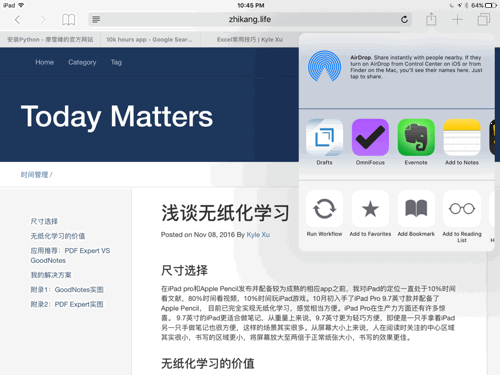 iPad
10:45 PM
64%
zhikang.life
安装Python - 廖雪峰的官方网站
10k hours app - Google Sear...
Excel常用技巧 | Kyle Xu
Home
Category
Tag
Today Matters
时间管理 /
AirDrop. Share instantly with people nearby. If they
turn on AirDrop from Control Center on iOS or from
Finder on the Mac, you'll see their names here. Just
tap to share.
Drafts
OmniFocus
Evernote
Add to Notes
Run Workflow
Add to Favorites
Add Bookmark
Add to Reading
List
尺寸选择
无纸化学习的价值
应用推荐：PDF Expert VS
GoodNotes
我的解决方案
附录1：GoodNotes实图
附录2：PDF Expert实图
浅谈无纸化学习
Posted on Nov 08, 2016 By Kyle Xu
尺寸选择
在iPad pro和Apple Pencil发布并配备较为成熟的相应app之前，我对iPad的定位一直处于10%时间
看文献，80%时间看视频，10%时间玩iPad游戏。10月初入手了iPad Pro 9.7英寸款并配备了
Apple Pencil， 目前已完全实现无纸化学习，感觉相当方便。iPad Pro在生产力方面还有许多惊
喜。 9.7英寸的iPad更适合做笔记，从重量上来说，9.7英寸更为轻巧方便，即使是一只手拿着iPad
另一只手做笔记也很方便，这样的场景其实很多。从屏幕大小上来说，人在阅读时关注的中心区域
其实很小，书写的区域更小，将屏幕放大至两倍于正常纸张大小，书写的效果更佳。
无纸化学习的价值